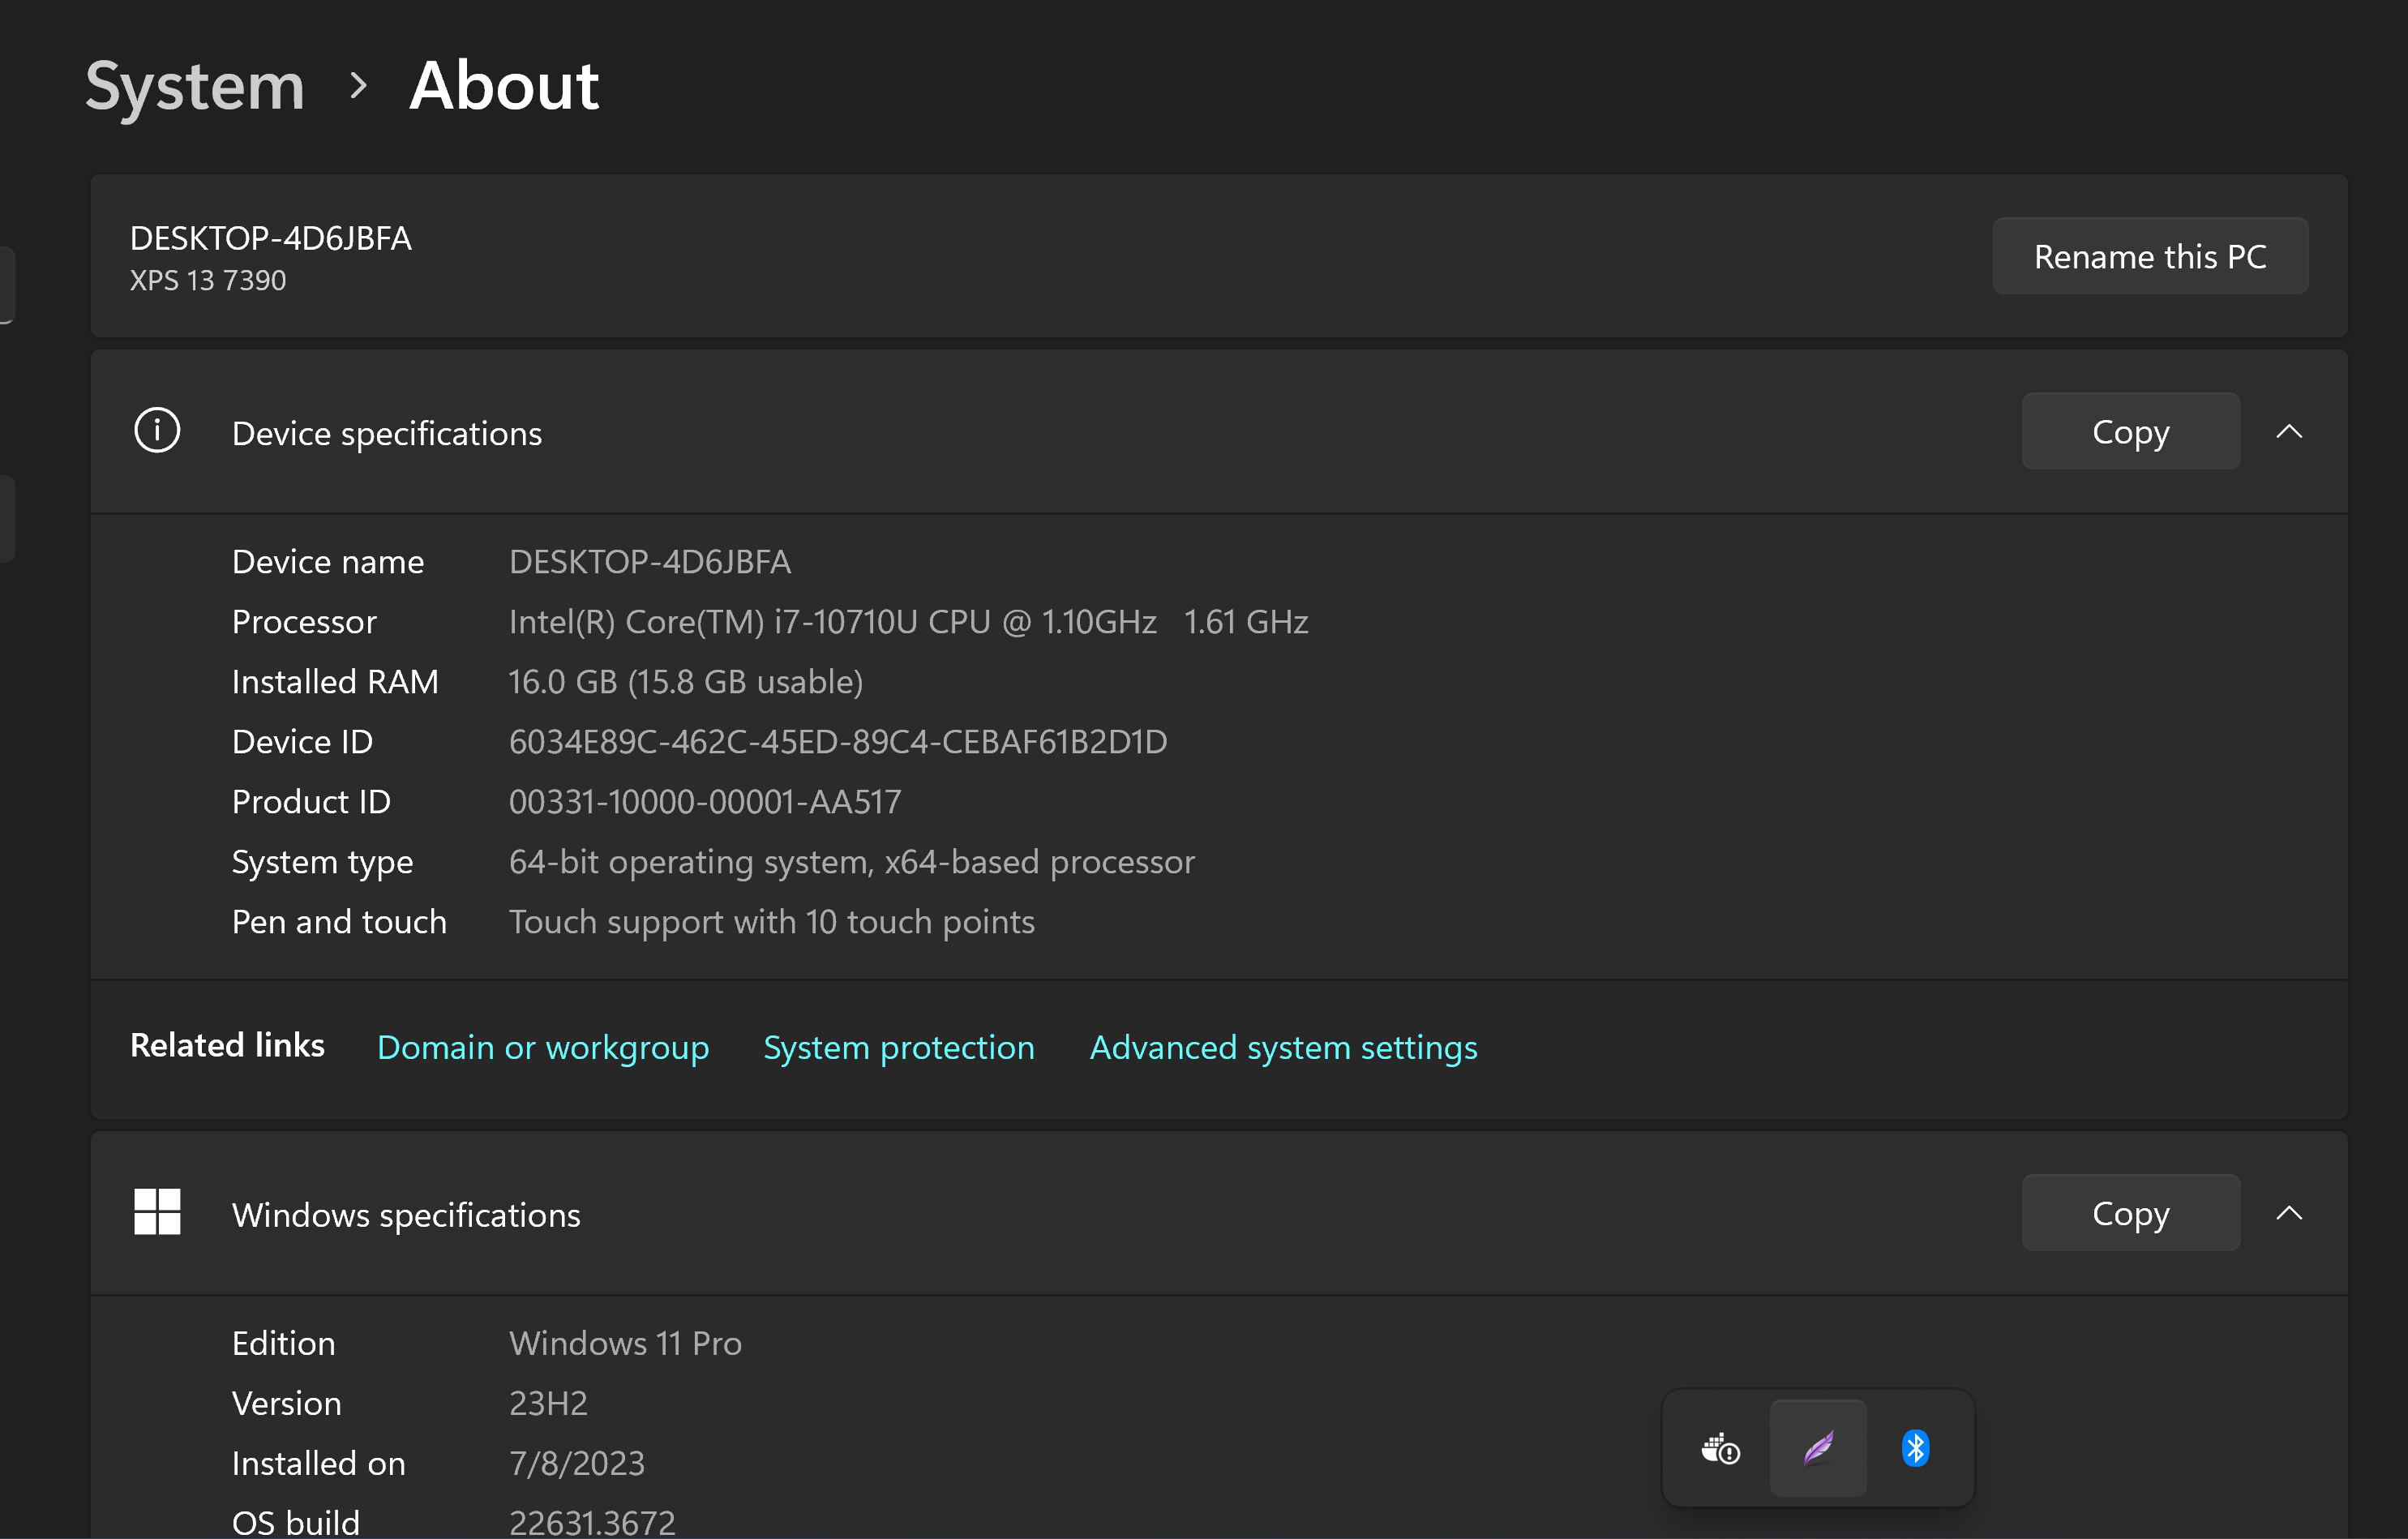 System > About
DESKTOP-4D6JBFA
XPS 13 7390
Rename this PC
Device specifications
Copy
Device name DESKTOP-4D6JBFA
Processor Intel(R) Core(TM) i7-10710U CPU @ 1.10GHz 1.61 GHz
Installed RAM 16.0 GB (15.8 GB usable)
Device ID 6034E89C-462C-45ED-89C4-CEBAF61B2D1D
Product ID 00331-10000-00001-AA517
System type 64-bit operating system, x64-based processor
Pen and touch Touch support with 10 touch points
Related links Domain or workgroup System protection Advanced system settings
Windows specifications
Copy
Edition Windows 11 Pro
Version 23H2
Installed on 7/8/2023
OS build 22631.3672